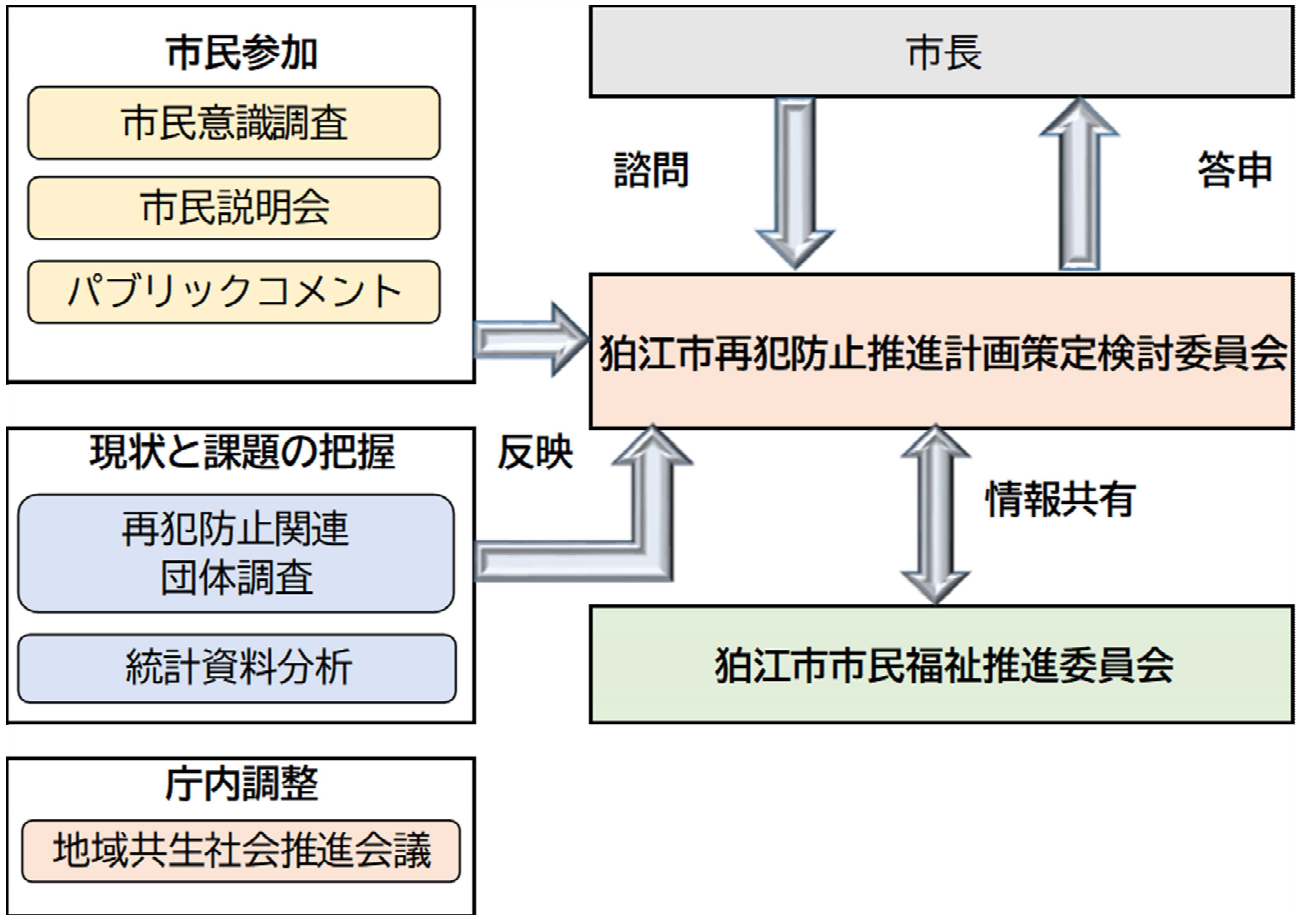 市民参加
市民意識調査
市民説明会
パブリックコメント
現状と課題の把握
再犯防止関連
団体調査
統計資料分析
庁内調整
地域共生社会推進会議
市長
諮問
答申
狛江市再犯防止推進計画策定検討委員会
反映
情報共有
狛江市市民福祉推進委員会